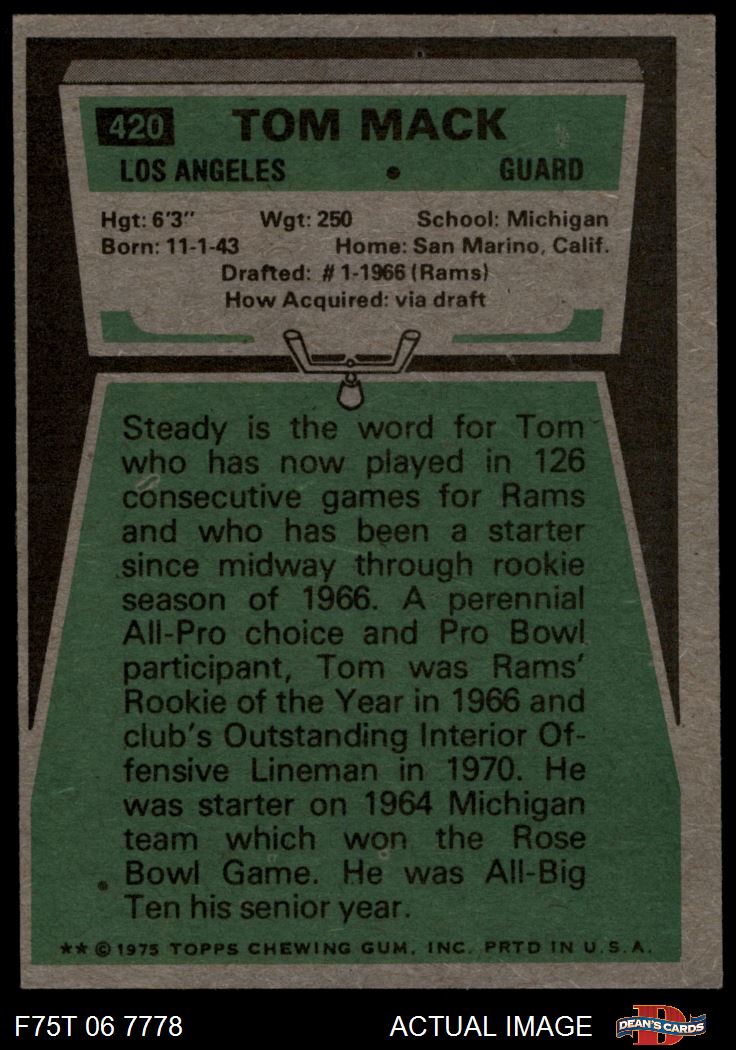 420 TOM MACK
LOS ANGELES • GUARD
Hgt: 6'3" Wgt: 250 School: Michigan
Born: 11-1-43 Home: San Marino, Calif.
Drafted: #1-1966 (Rams)
How Acquired: via draft
Steady is the word for Tom
who has now played in 126
consecutive games for Rams
and who has been a starter
since midway through rookie
season of 1966. A perennial
All-Pro choice and Pro Bowl
participant, Tom was Rams'
Rookie of the Year in 1966 and
club's Outstanding Interior Of-
fensive Lineman in 1970. He
was starter on 1964 Michigan
team which won the Rose
Bowl Game. He was All-Big
Ten his senior year.
**©1975 TOPPS CHEWING GUM, INC. PRTD IN U.S.A.
F75T 06 7778 ACTUAL IMAGE D DEAN'S CARDS